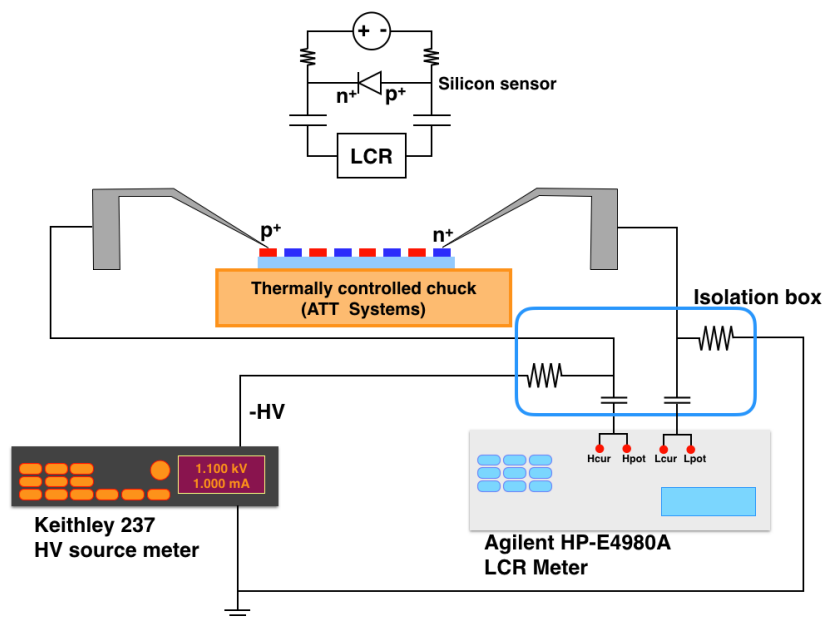 + -
n⁺ p⁺
Silicon sensor
LCR
p⁺
n⁺
Thermally controlled chuck
(ATT Systems)
Isolation box
-HV
1.100 kV
1.000 mA
Hcur Hpot Lcur Lpot
Keithley 237
HV source meter
Agilent HP-E4980A
LCR Meter